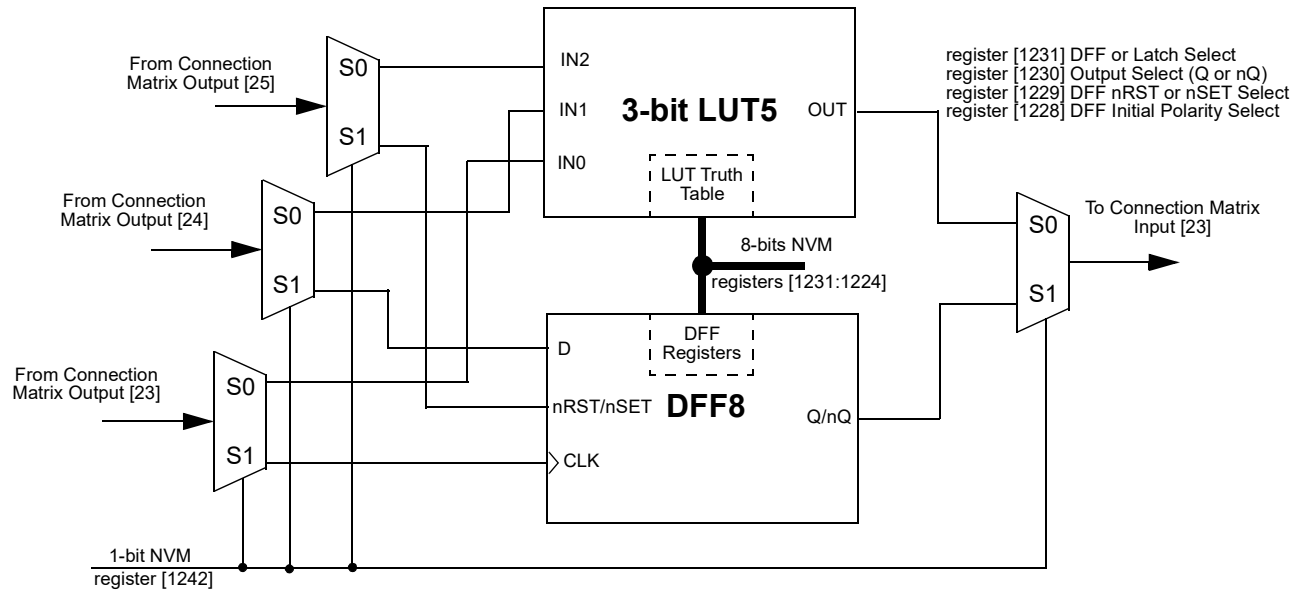 From Connection
Matrix Output [25]
S0
S1
IN2
IN1
IN0
3-bit LUT5
OUT
LUT Truth
Table
register [1231] DFF or Latch Select
register [1230] Output Select (Q or nQ)
register [1229] DFF nRST or nSET Select
register [1228] DFF Initial Polarity Select
From Connection
Matrix Output [24]
S0
S1
8-bits NVM
registers [1231:1224]
To Connection Matrix
Input [23]
S0
S1
From Connection
Matrix Output [23]
S0
S1
DFF
Registers
D
nRST/nSET
DFF8
Q/nQ
CLK
1-bit NVM
register [1242]